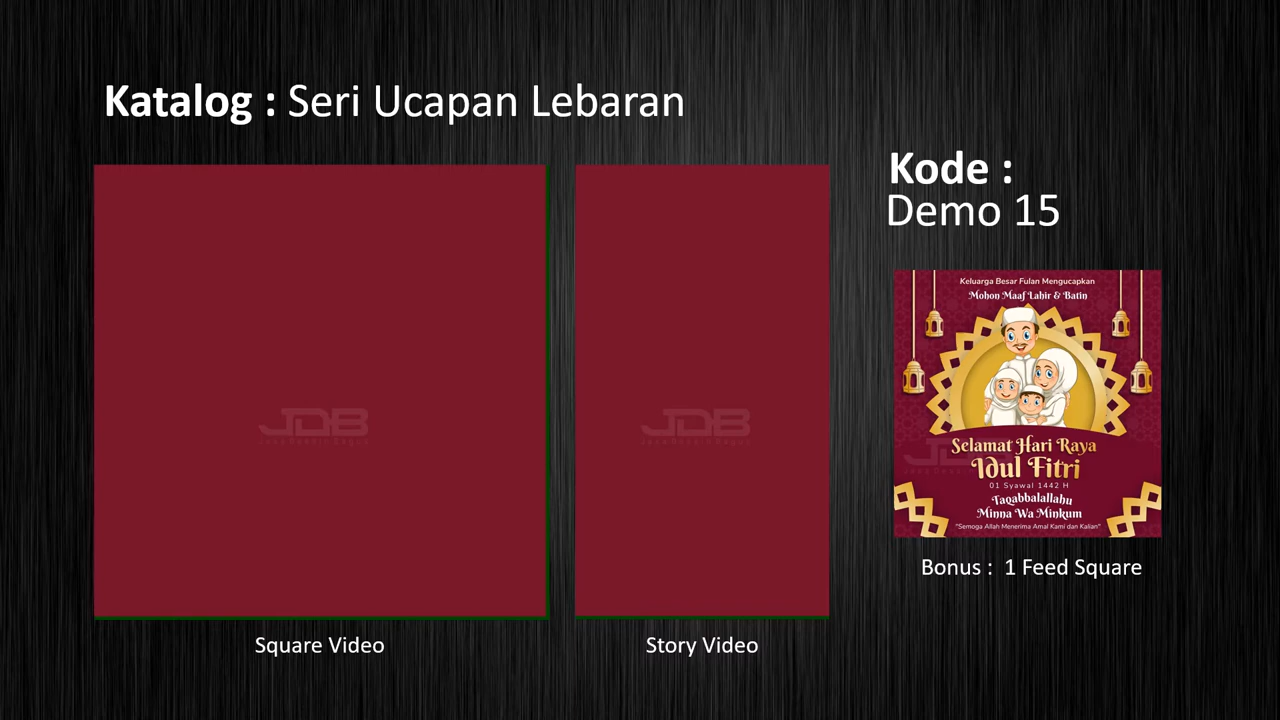 Katalog : Seri Ucapan Lebaran
Kode :
Demo 15
JDB
JDB
Keluarga Besar Fulan Mengucapkan
Mohon Maaf Lahir & Batin
Selamat Hari Raya
Idul Fitri
01 Syawal 1442 H
Taqabbalallahu
Minna Wa Minkum
"Semoga Allah Menerima Amal Kami dan Kalian"
Bonus : 1 Feed Square
Square Video
Story Video